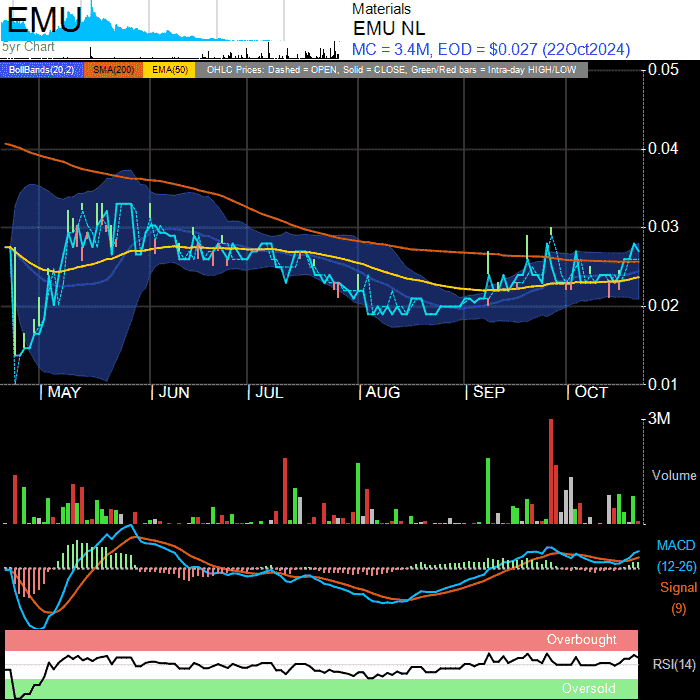 EMU
Materials
EMU NL
5yr Chart
MC = 3.4M, EOD = $0.027 (22Oct2024)
BollBands(20,2) SMA(200) EMA(50) OHLC Prices: Dashed = OPEN, Solid = CLOSE, Green/Red bars = Intra-day HIGH/LOW
0.05
0.04
0.03
0.02
0.01
MAY JUN JUL AUG SEP OCT
3M
Volume
MACD
(12-26)
Signal
(9)
Overbought
RSI(14)
Oversold